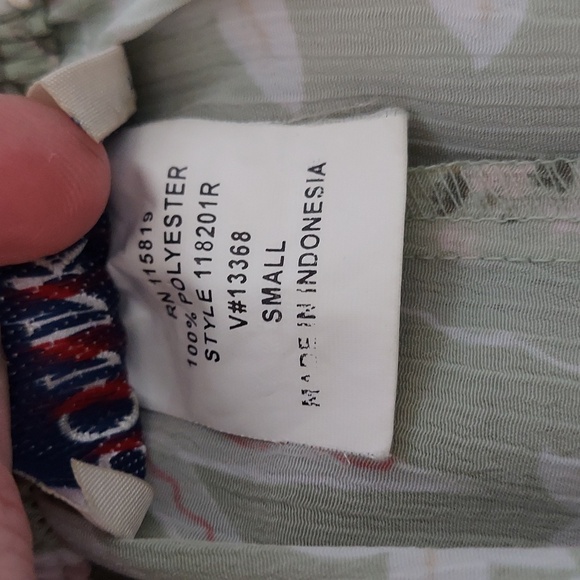 RN 115819
100% POLYESTER
STYLE 118201R
V#13368
SMALL
MADE IN INDONESIA